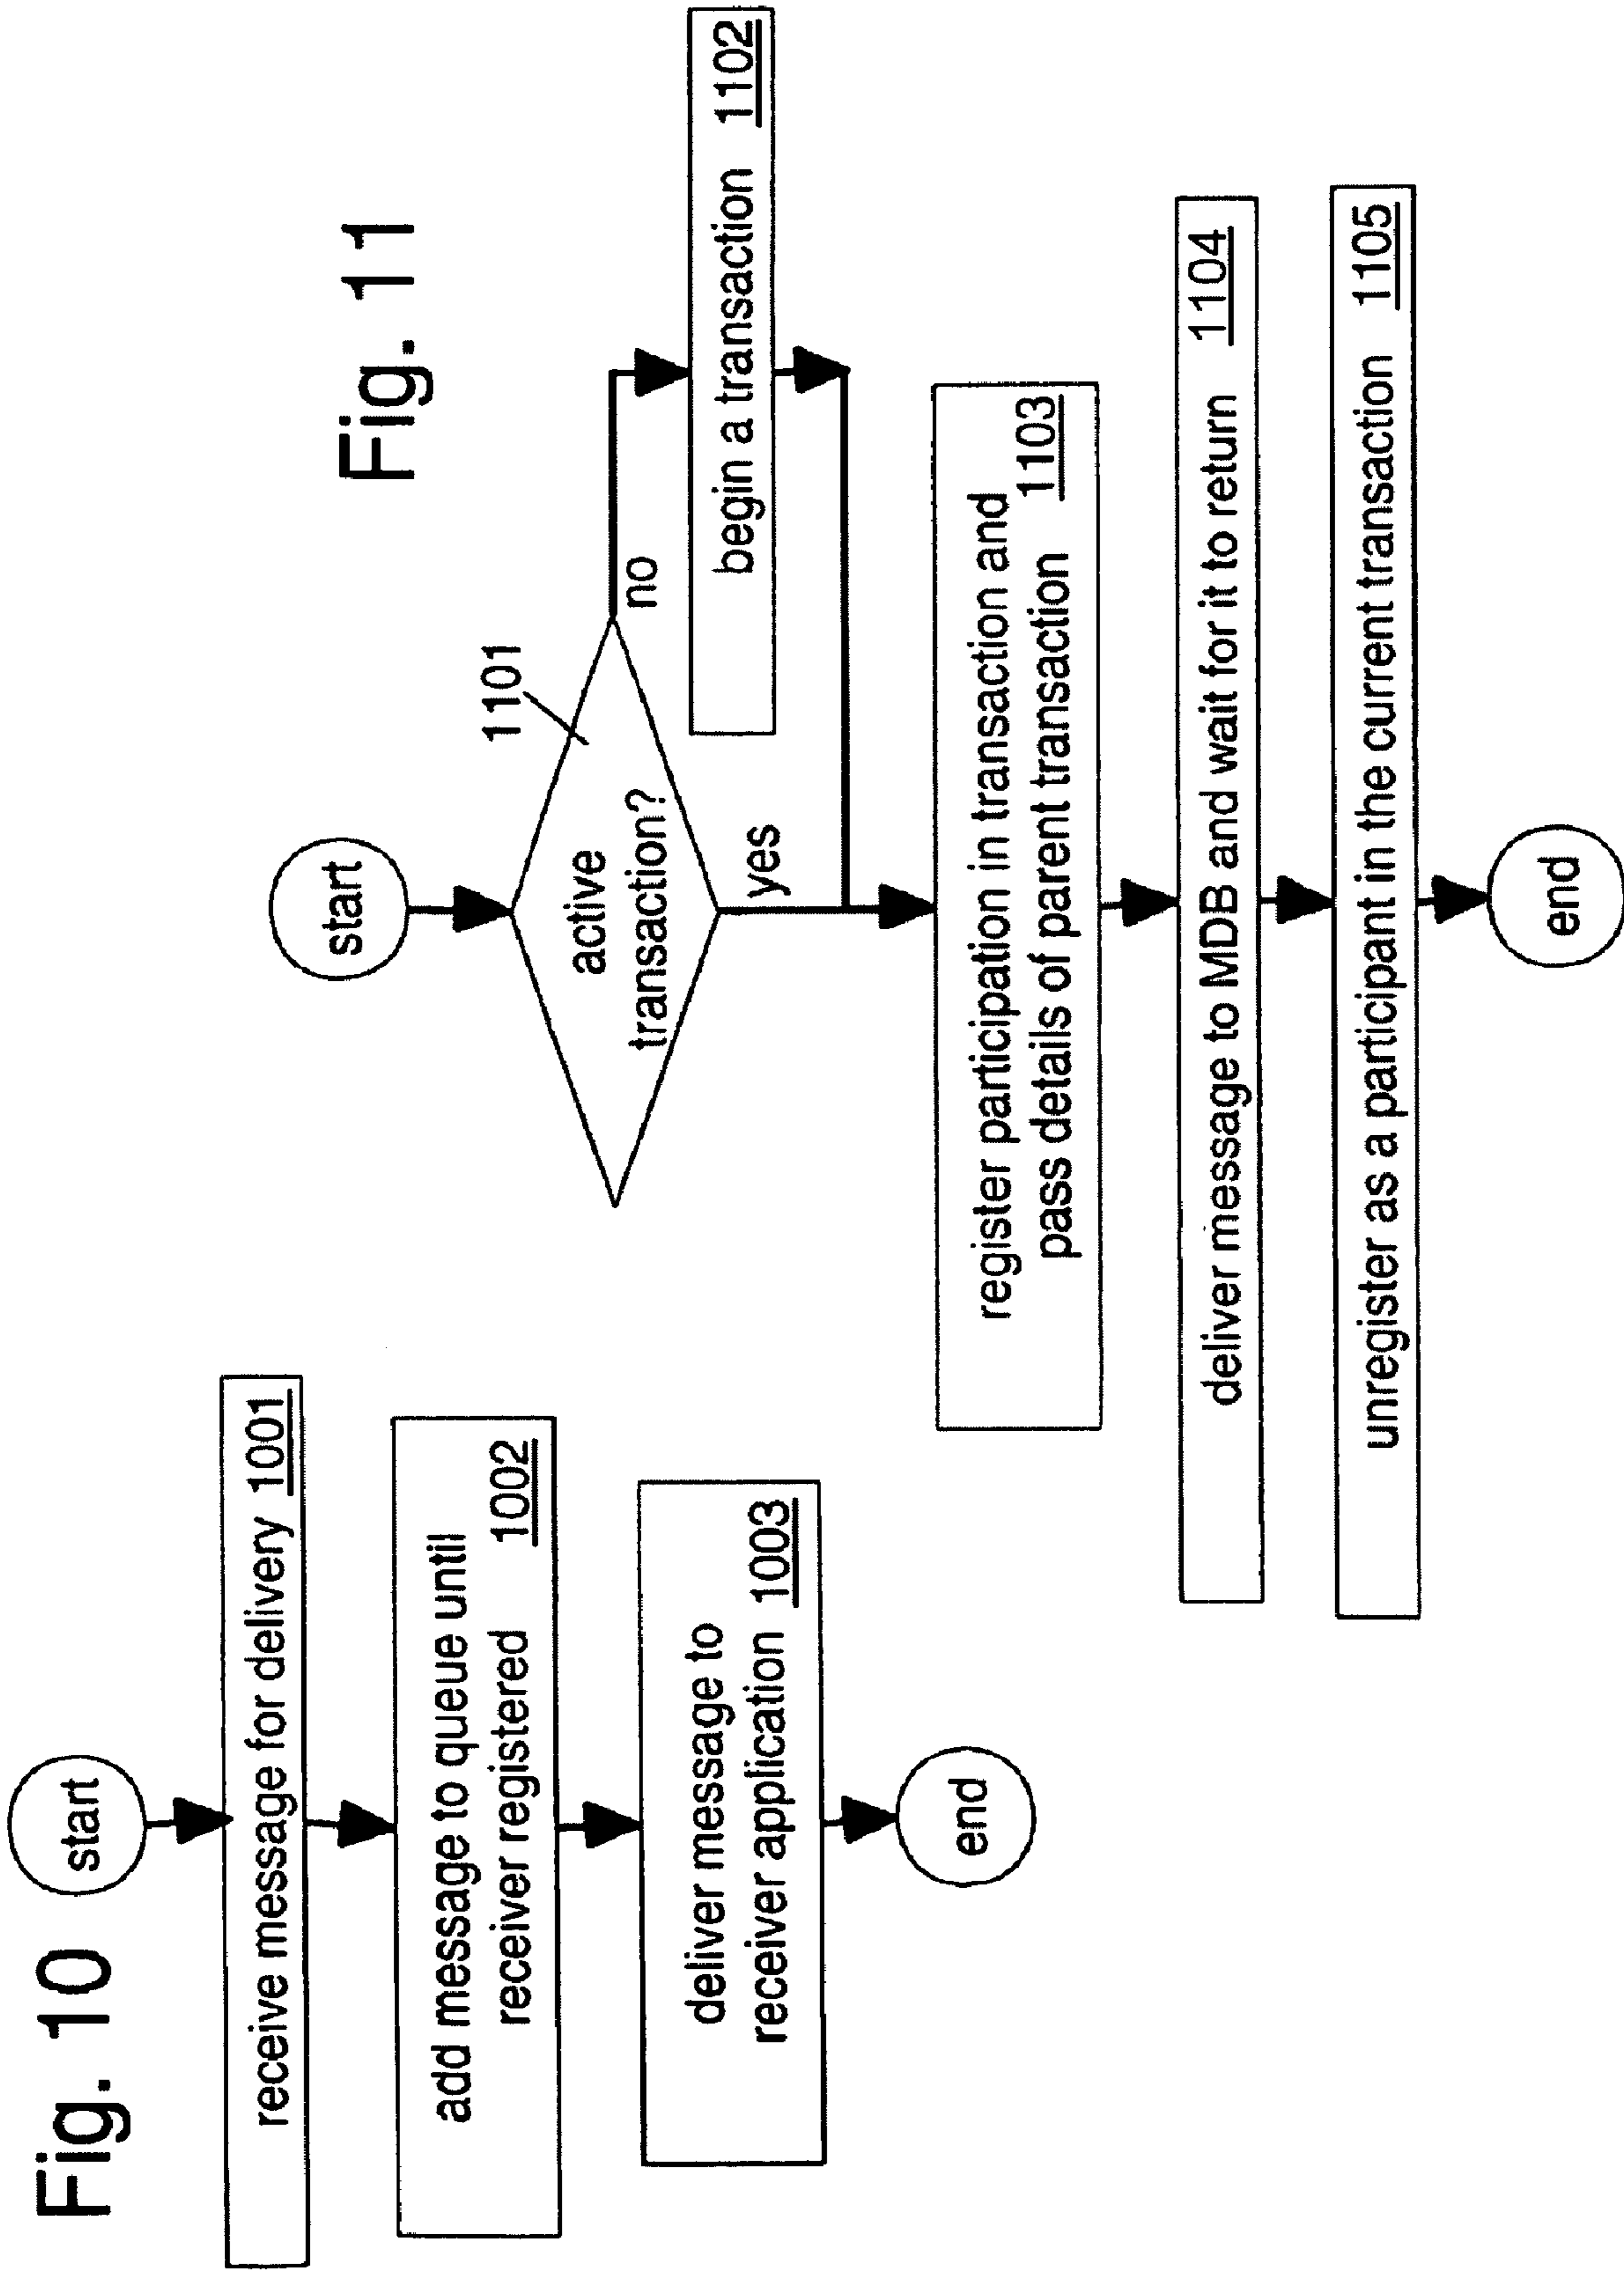 Fig. 10
start
receive message for delivery 1001
add message to queue until
receiver registered 1002
deliver message to
receiver application 1003
end
Fig. 11
start
1101
active
transaction?
no
yes
begin a transaction 1102
register participation in transaction and
pass details of parent transaction 1103
deliver message to MDB and wait for it to return 1104
unregister as a participant in the current transaction 1105
end